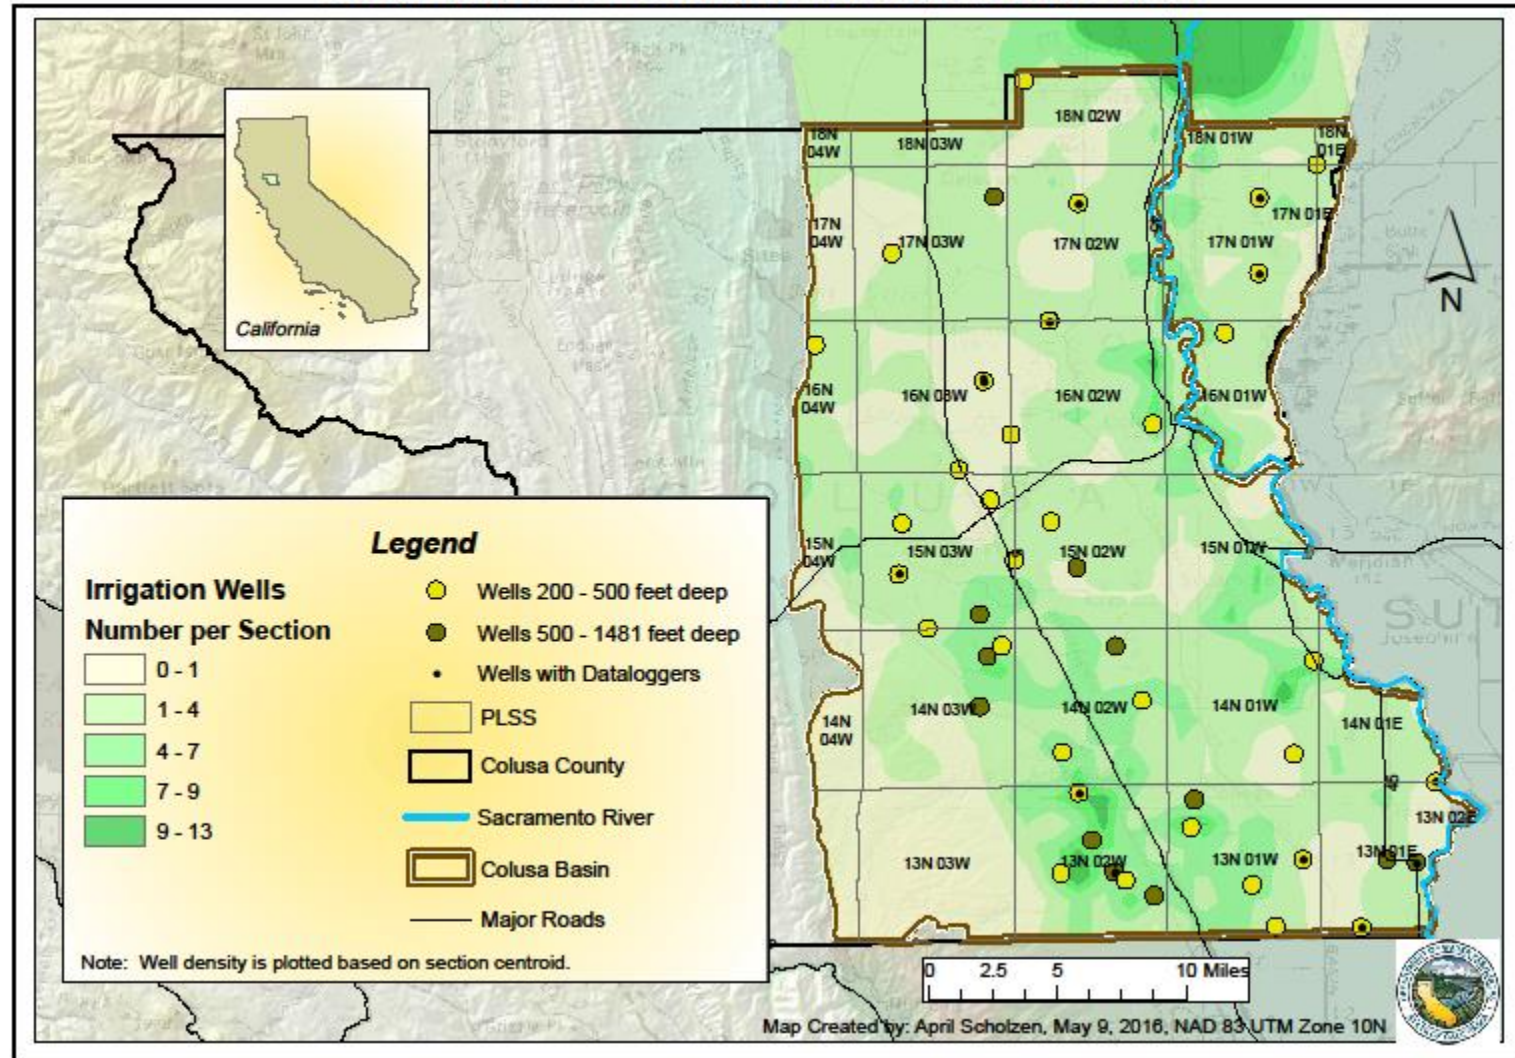 California
N
18N 02W
18N
04W
18N 03W
18N 01W
18N
01E
17N
04W
17N 03W
17N 02W
17N 01W
17N 01E
45
16N
04W
16N 03W
16N 02W
16N 01W
COLUSA
15N
04W
15N 03W
15N 02W
15N 01W
Meridian
SUT
14N
04W
14N 03W
14N 02W
14N 01W
14N 01E
45
13N 03W
13N 02W
13N 01W
13N 01E
13N 02E
Legend
Irrigation Wells
Number per Section
0 - 1
1 - 4
4 - 7
7 - 9
9 - 13
Wells 200 - 500 feet deep
Wells 500 - 1481 feet deep
Wells with Dataloggers
PLSS
Colusa County
Sacramento River
Colusa Basin
Major Roads
Note: Well density is plotted based on section centroid.
0 2.5 5 10 Miles
Map Created by: April Scholzen, May 9, 2016, NAD 83 UTM Zone 10N